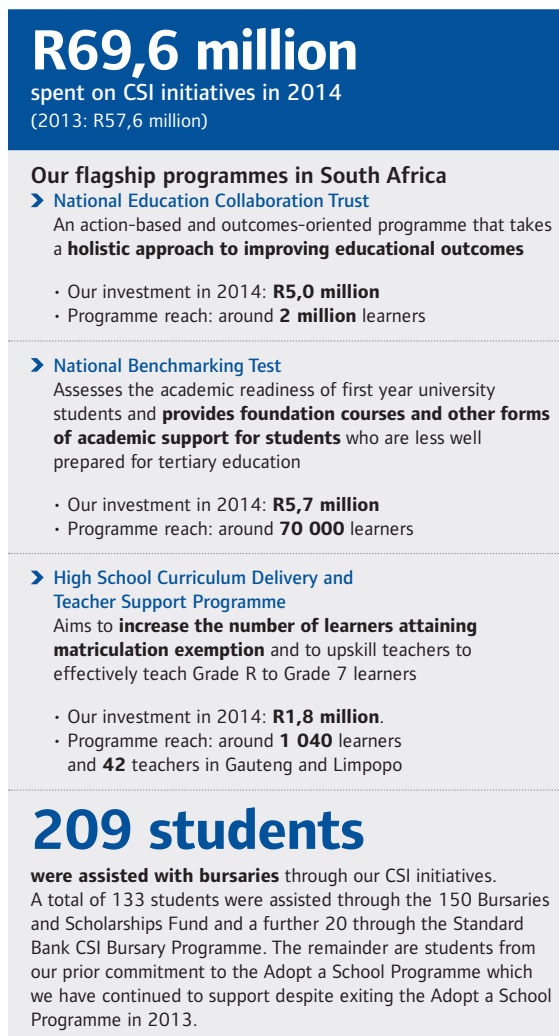 R69,6 million
spent on CSI initiatives in 2014
(2013: R57,6 million)
Our flagship programmes in South Africa
National Education Collaboration Trust
An action-based and outcomes-oriented programme that takes
a holistic approach to improving educational outcomes
· Our investment in 2014: R5,0 million
· Programme reach: around 2 million learners
National Benchmarking Test
Assesses the academic readiness of first year university
students and provides foundation courses and other forms
of academic support for students who are less well
prepared for tertiary education
· Our investment in 2014: R5,7 million
· Programme reach: around 70 000 learners
High School Curriculum Delivery and
Teacher Support Programme
Aims to increase the number of learners attaining
matriculation exemption and to upskill teachers to
effectively teach Grade R to Grade 7 learners
· Our investment in 2014: R1,8 million.
· Programme reach: around 1 040 learners
and 42 teachers in Gauteng and Limpopo
209 students
were assisted with bursaries through our CSI initiatives.
A total of 133 students were assisted through the 150 Bursaries
and Scholarships Fund and a further 20 through the Standard
Bank CSI Bursary Programme. The remainder are students from
our prior commitment to the Adopt a School Programme which
we have continued to support despite exiting the Adopt a School
Programme in 2013.